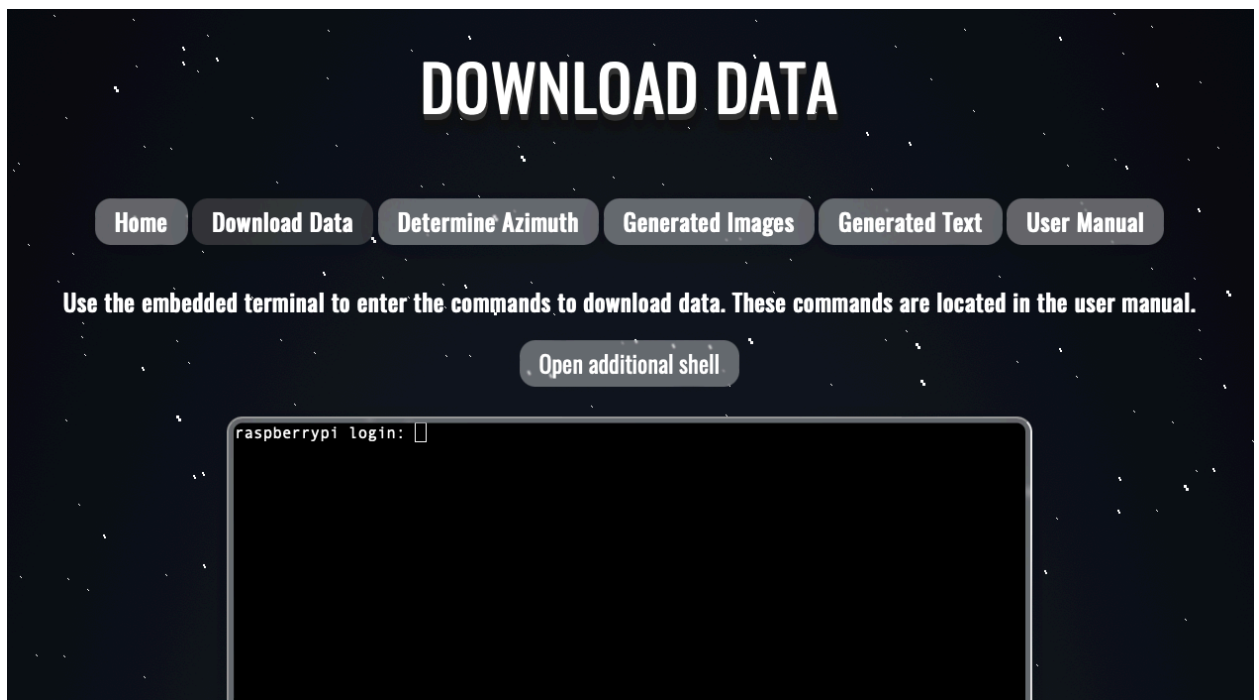 DOWNLOAD DATA
Home Download Data Determine Azimuth Generated Images Generated Text User Manual
Use the embedded terminal to enter the commands to download data. These commands are located in the user manual.
Open additional shell
raspberrypi login: